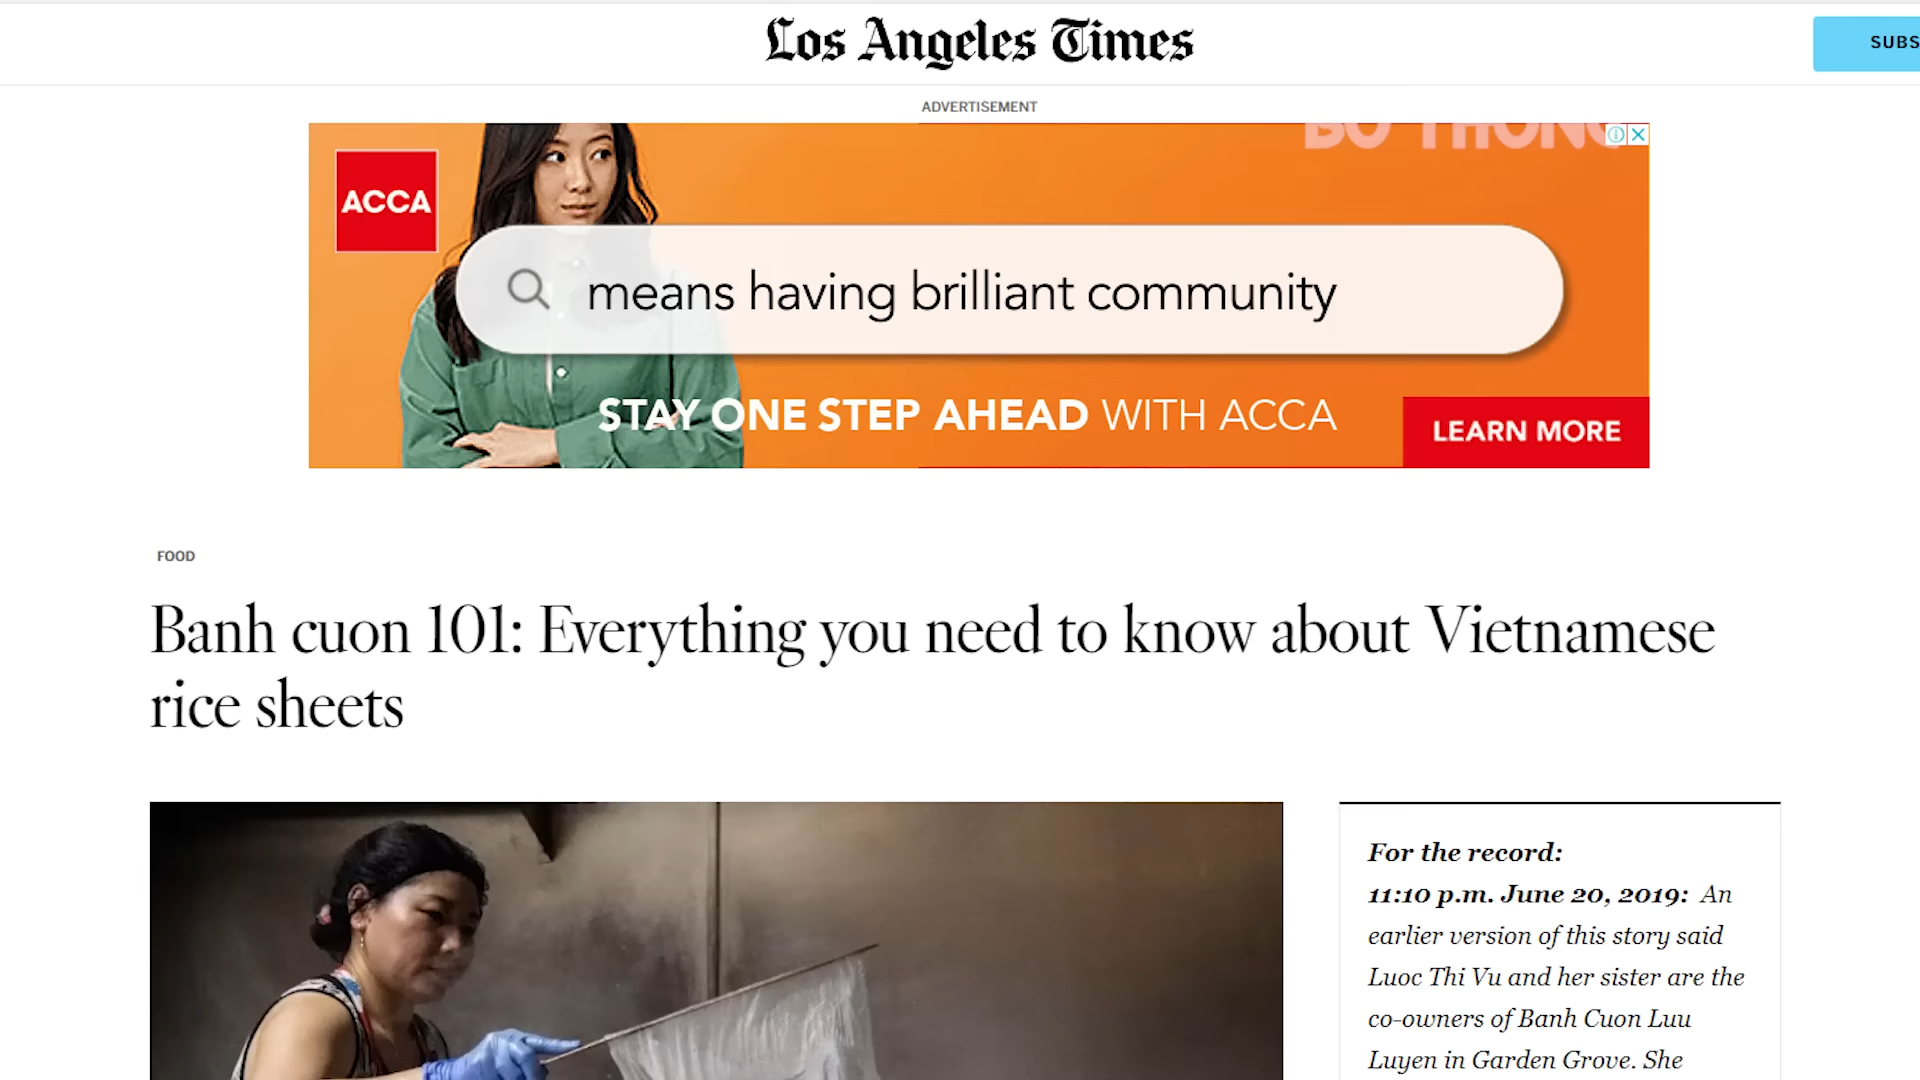 Los Angeles Times
SUBS
ADVERTISEMENT
BO THONG
ACCA
means having brilliant community
STAY ONE STEP AHEAD WITH ACCA
LEARN MORE
FOOD
Banh cuon 101: Everything you need to know about Vietnamese
rice sheets
For the record:
11:10 p.m. June 20, 2019: An
earlier version of this story said
Luoc Thi Vu and her sister are the
co-owners of Banh Cuon Luu
Luyen in Garden Grove. She